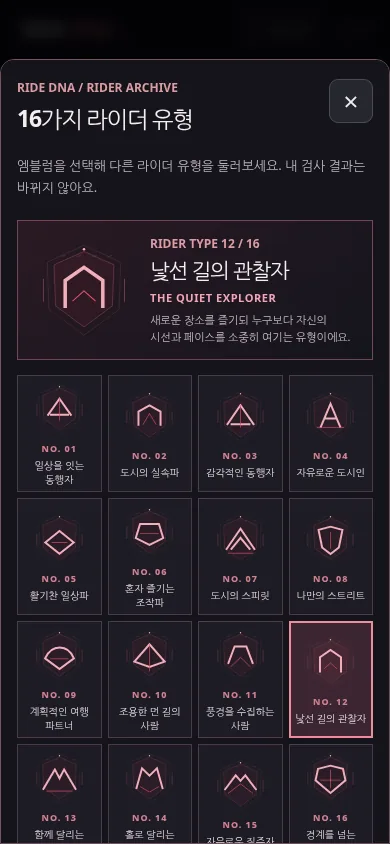 RIDE DNA / RIDER ARCHIVE
16가지 라이더 유형
×
엠블럼을 선택해 다른 라이더 유형을 둘러보세요. 내 검사 결과는
바뀌지 않아요.
RIDER TYPE 12 / 16
낯선 길의 관찰자
THE QUIET EXPLORER
새로운 장소를 즐기되 누구보다 자신의
시선과 페이스를 소중히 여기는 유형이에요.
NO. 01
일상을 잇는
동행자
NO. 02
도시의 실속파
NO. 03
감각적인 동행자
NO. 04
자유로운 도시인
NO. 05
활기찬 일상파
NO. 06
혼자 즐기는
조작파
NO. 07
도시의 스피릿
NO. 08
나만의 스트리트
NO. 09
계획적인 여행
파트너
NO. 10
조용한 먼 길의
사람
NO. 11
풍경을 수집하는
사람
NO. 12
낯선 길의 관찰자
NO. 13
함께 달리는
NO. 14
홀로 달리는
NO. 15
자유로운 질주자
NO. 16
경계를 넘는